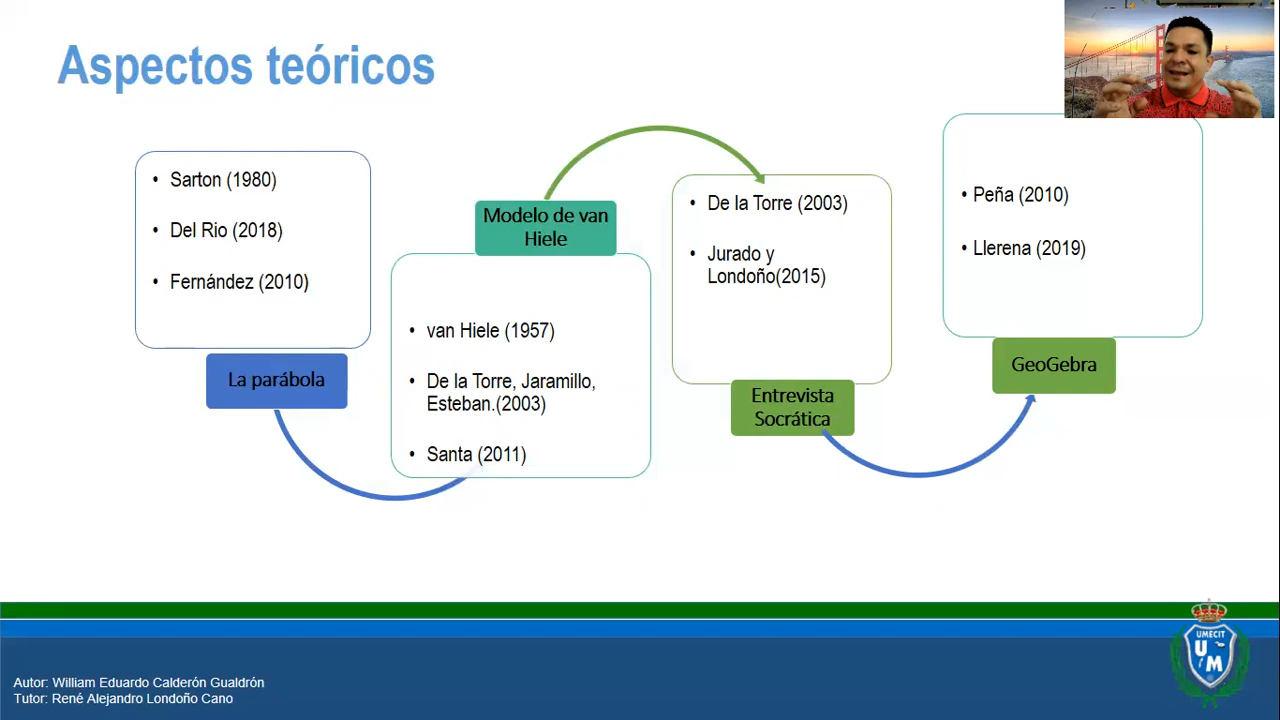 Aspectos teóricos
• Sarton (1980)
• Del Rio (2018)
• Fernández (2010)
La parábola
Modelo de van
Hiele
• van Hiele (1957)
• De la Torre, Jaramillo,
Esteban.(2003)
• Santa (2011)
• De la Torre (2003)
• Jurado y
Londoño(2015)
Entrevista
Socrática
• Peña (2010)
• Llerena (2019)
GeoGebra
UMECIT
U
M
Autor: William Eduardo Calderón Gualdrón
Tutor: René Alejandro Londoño Cano